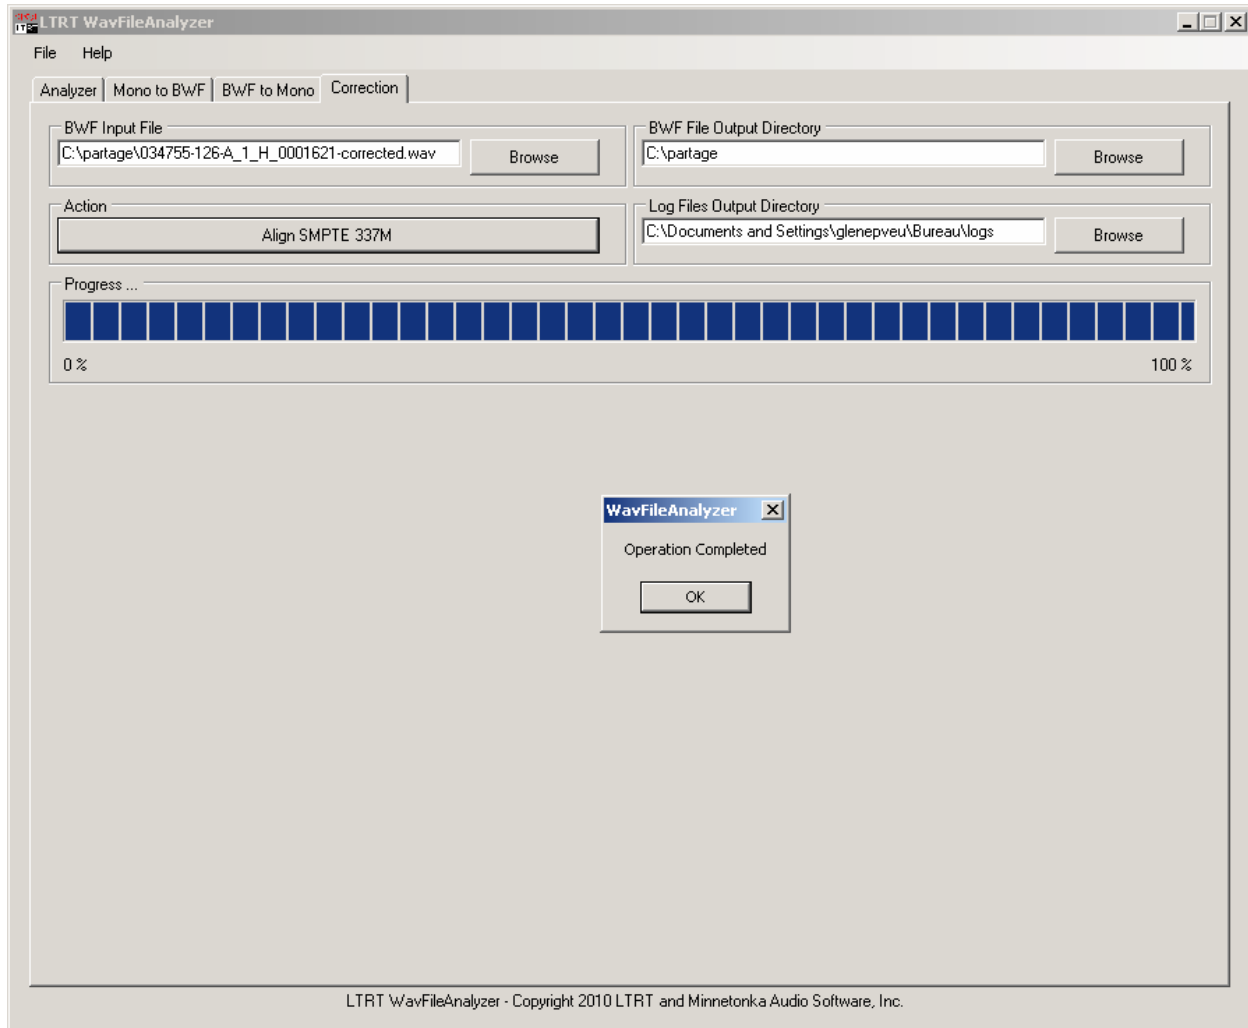 LTRT WavFileAnalyzer
File Help
Analyzer Mono to BWF BWF to Mono Correction
BWF Input File
C:\partage\034755-126-A_1_H_0001621-corrected.wav Browse
BWF File Output Directory
C:\partage Browse
Action
Align SMPTE 337M
Log Files Output Directory
C:\Documents and Settings\glenepveu\Bureau\logs Browse
Progress ...
0 % 100 %
WavFileAnalyzer
Operation Completed
OK
LTRT WavFileAnalyzer - Copyright 2010 LTRT and Minnetonka Audio Software, Inc.